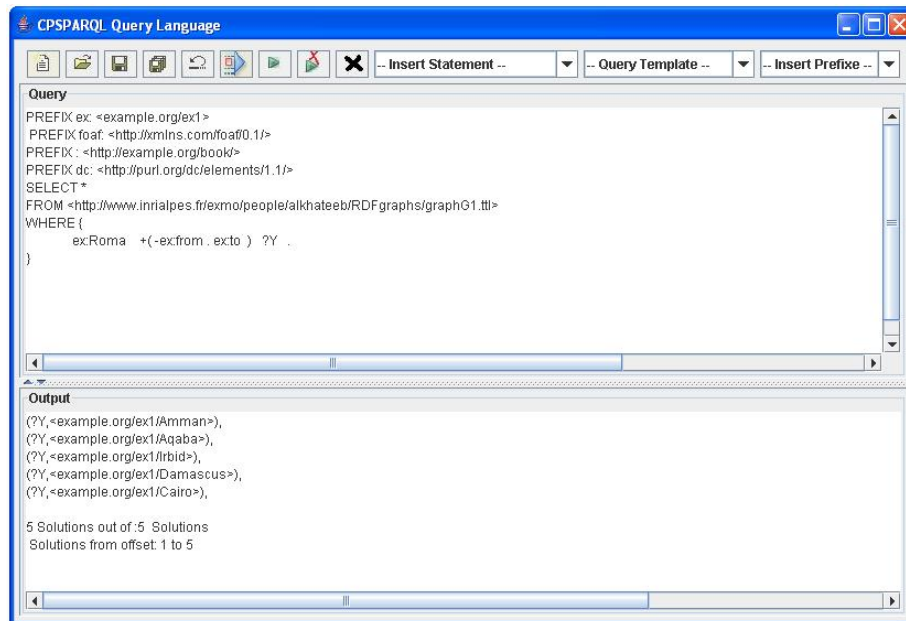 CPSPARQL Query Language
-- Insert Statement -- -- Query Template -- -- Insert Prefixe --
Query
PREFIX ex: <example.org/ex1>
PREFIX foaf: <http://xmlns.com/foaf/0.1/>
PREFIX : <http://example.org/book/>
PREFIX dc: <http://purl.org/dc/elements/1.1/>
SELECT *
FROM <http://www.inrialpes.fr/exmo/people/alkhateeb/RDFgraphs/graphG1.ttl>
WHERE {
ex:Roma +(-ex:from . ex:to ) ?Y .
}
Output
(?Y,<example.org/ex1/Amman>),
(?Y,<example.org/ex1/Aqaba>),
(?Y,<example.org/ex1/Irbid>),
(?Y,<example.org/ex1/Damascus>),
(?Y,<example.org/ex1/Cairo>),
5 Solutions out of :5 Solutions
Solutions from offset: 1 to 5